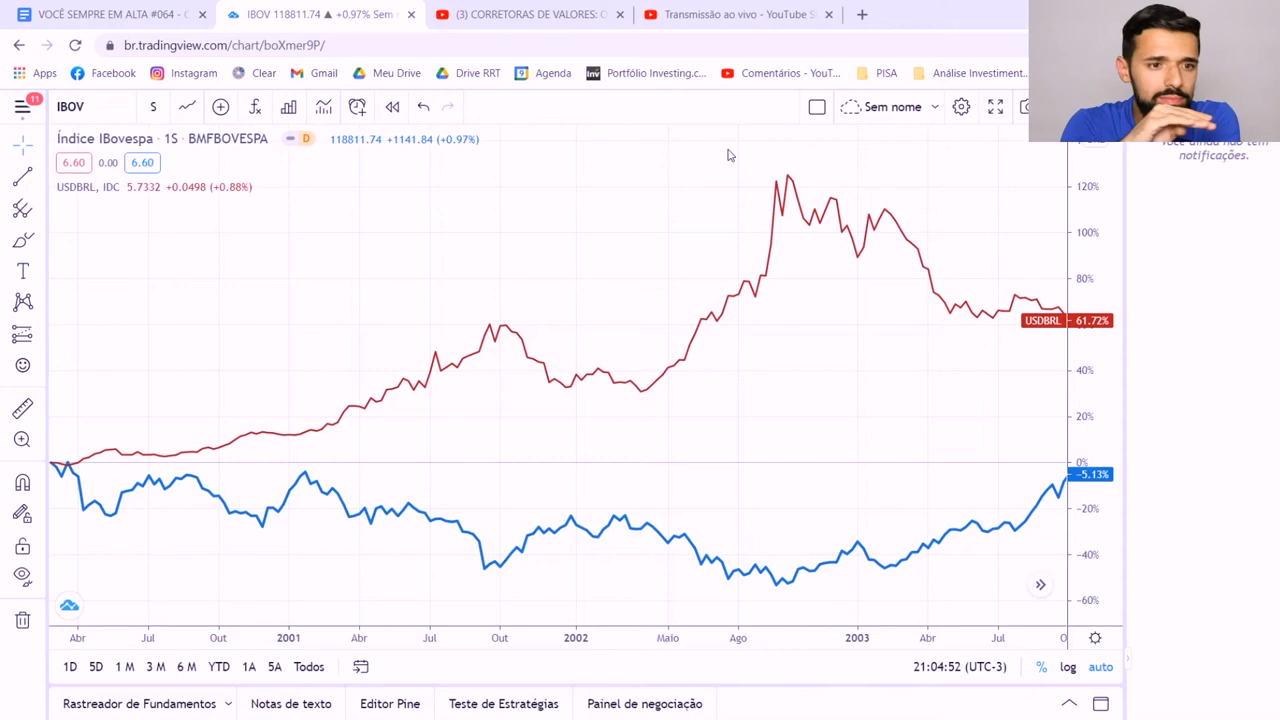 VOCÊ SEMPRE EM ALTA #064 - 
IBOV 118811.74 ▲ +0.97% Sem n
(3) CORRETORAS DE VALORES: O
Transmissão ao vivo - YouTube S
br.tradingview.com/chart/boXmer9P/
Apps Facebook Instagram Clear Gmail Meu Drive Drive RRT Agenda Portfólio Investing.c... Comentários - YouT... PISA Análise Investiment...
11
IBOV S Sem nome
Índice IBovespa · 1S · BMFBOVESPA D 118811.74 +1141.84 (+0.97%)
Você ainda não tem
notificações.
6.60 0.00 6.60
USDBRL, IDC 5.7332 +0.0498 (+0.88%)
120%
100%
80%
USDBRL 61.72%
40%
20%
0%
−5.13%
−20%
−40%
−60%
Abr Jul Out 2001 Abr Jul Out 2002 Maio Ago 2003 Abr Jul O
1D 5D 1 M 3 M 6 M YTD 1A 5A Todos 21:04:52 (UTC-3) % log auto
Rastreador de Fundamentos Notas de texto Editor Pine Teste de Estratégias Painel de negociação